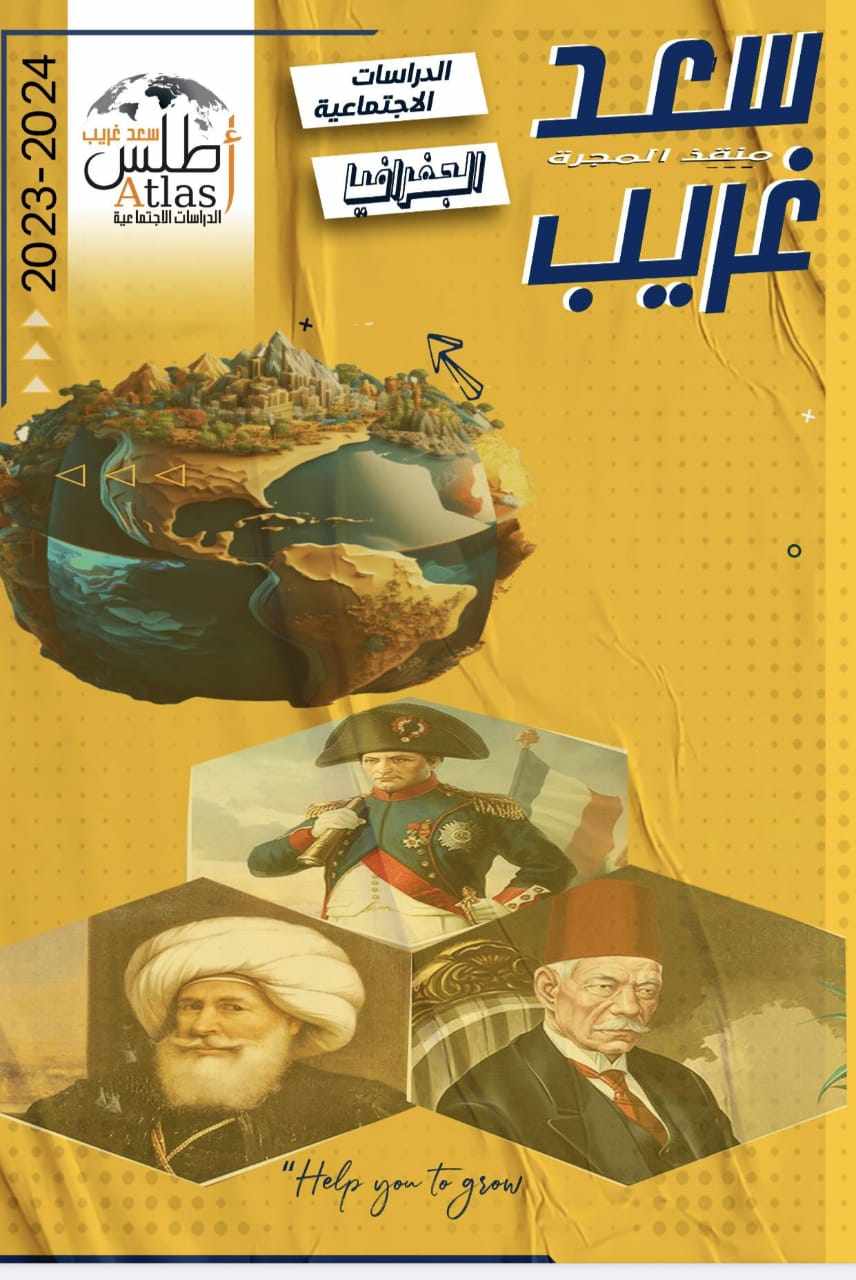 سعد
منقذ المجرة
غريب
الدراسات
الاجتماعية
الجغرافيا
2023-2024
سعد غريب
أطلس
Atlas
الدراسات الاجتماعية
"Help you to grow